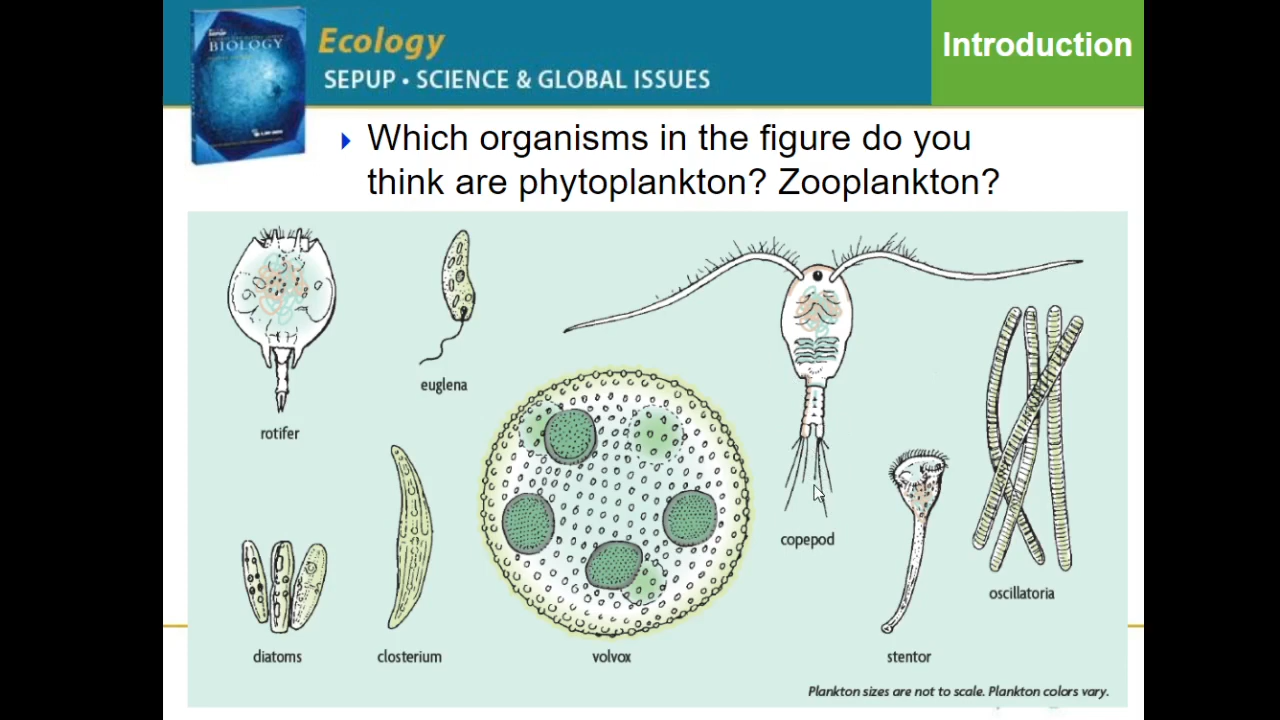 BIOLOGY
Ecology
SEPUP • SCIENCE & GLOBAL ISSUES
Introduction
Which organisms in the figure do you
think are phytoplankton? Zooplankton?
rotifer
euglena
copepod
oscillatoria
diatoms
closterium
volvox
stentor
Plankton sizes are not to scale. Plankton colors vary.